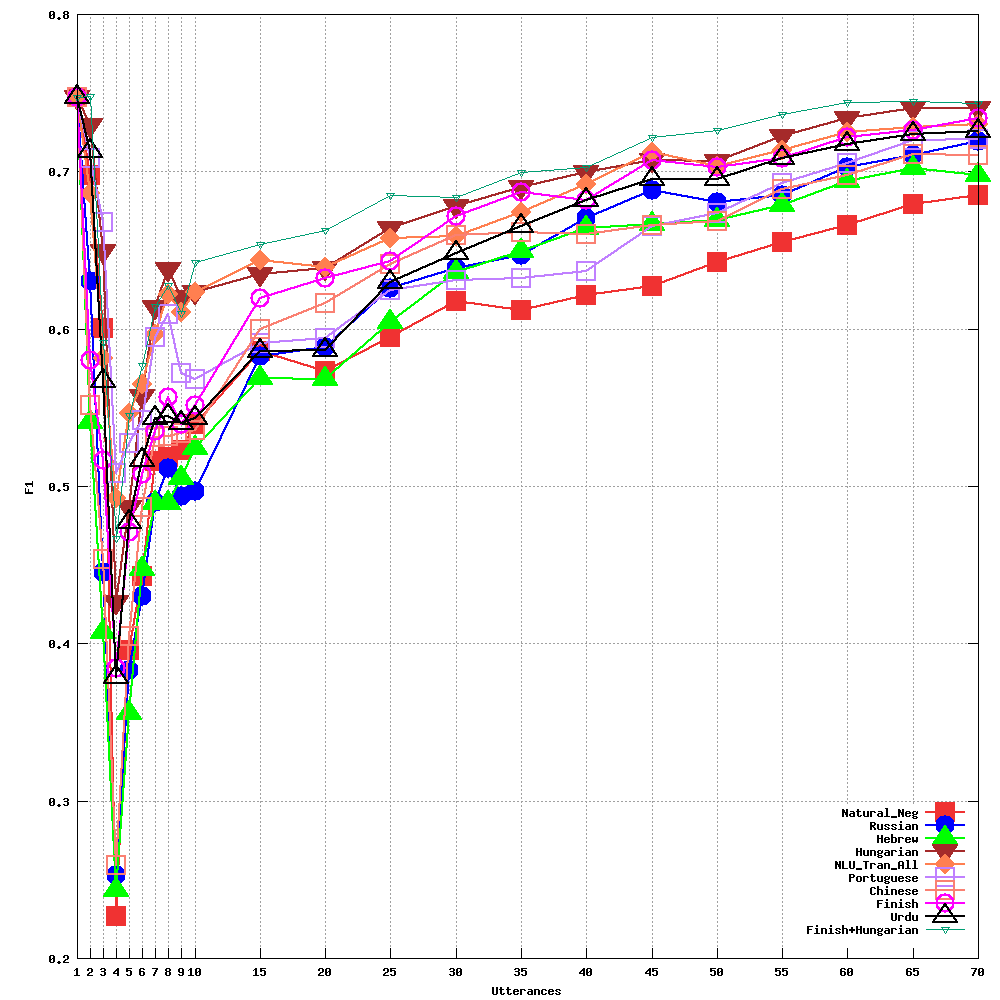 0.8
0.7
0.6
0.5
F1
0.4
0.3
0.2
Natural_Neg
Russian
Hebrew
Hungarian
NLU_Tran_All
Portuguese
Chinese
Finish
Urdu
Finish+Hungarian
1 2 3 4 5 6 7 8 9 10 15 20 25 30 35 40 45 50 55 60 65 70
Utterances